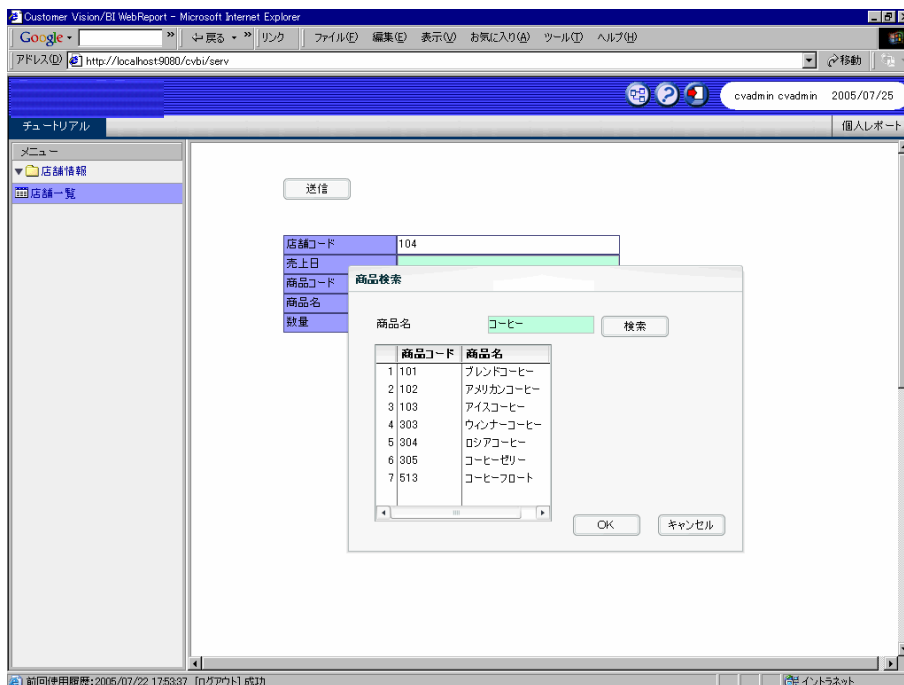 Customer Vision/BI WebReport - Microsoft Internet Explorer
Google » 戻る » リンク ファイル(F) 編集(E) 表示(V) お気に入り(A) ツール(T) ヘルプ(H)
アドレス(D) http://localhost:9080/cvbi/serv 移動
cvadmin cvadmin 2005/07/25
チュートリアル 個人レポート
メニュー
店舗情報
店舗一覧
送信
店舗コード 104
売上日
商品コード
商品名
数量
商品検索
商品名 コーヒー 検索
商品コード 商品名
1 101 ブレンドコーヒー
2 102 アメリカンコーヒー
3 103 アイスコーヒー
4 303 ウィンナーコーヒー
5 304 ロシアコーヒー
6 305 コーヒーゼリー
7 513 コーヒーフロート
OK キャンセル
前回使用履歴:2005/07/22 17:53:37 [ログアウト] 成功 イントラネット